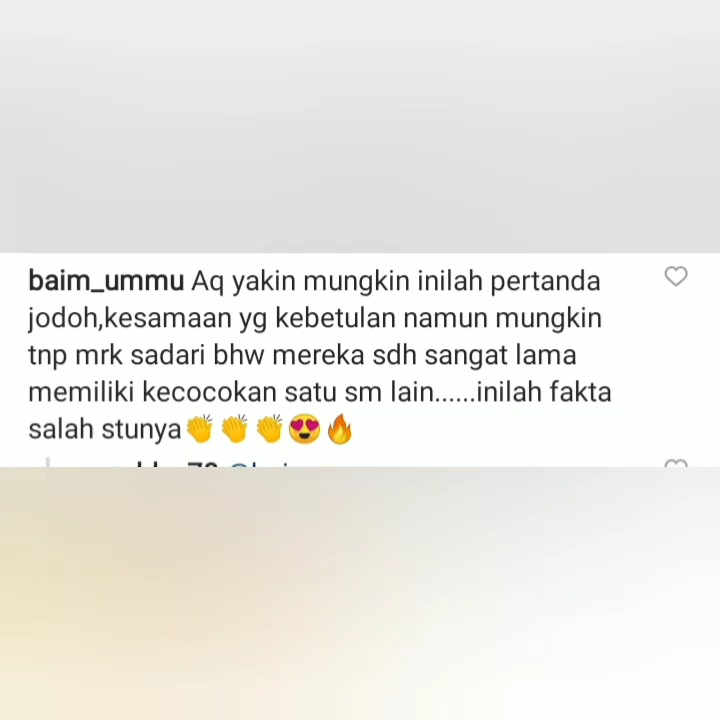 baim_ummu Aq yakin mungkin inilah pertanda
jodoh,kesamaan yg kebetulan namun mungkin
tnp mrk sadari bhw mereka sdh sangat lama
memiliki kecocokan satu sm lain......inilah fakta
salah stunya👏👏👏😍🔥